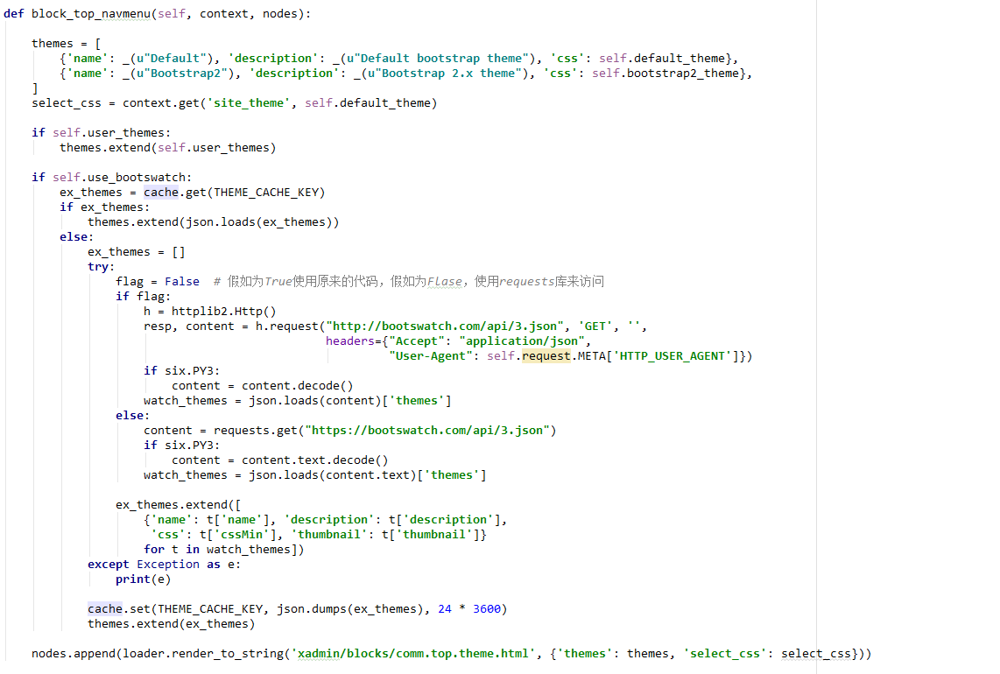 def block_top_navmenu(self, context, nodes):
    themes = [
        {'name': _(u"Default"), 'description': _(u"Default bootstrap theme"), 'css': self.default_theme},
        {'name': _(u"Bootstrap2"), 'description': _(u"Bootstrap 2.x theme"), 'css': self.bootstrap2_theme},
    ]
    select_css = context.get('site_theme', self.default_theme)
    if self.user_themes:
        themes.extend(self.user_themes)
    if self.use_bootswatch:
        ex_themes = cache.get(THEME_CACHE_KEY)
        if ex_themes:
            themes.extend(json.loads(ex_themes))
        else:
            ex_themes = []
            try:
                flag = False  # 假如为True使用原来的代码，假如为Flase，使用requests库来访问
                if flag:
                    h = httplib2.Http()
                    resp, content = h.request("http://bootswatch.com/api/3.json", 'GET', '',
                                              headers={"Accept": "application/json",
                                                       "User-Agent": self.request.META['HTTP_USER_AGENT']})
                    if six.PY3:
                        content = content.decode()
                    watch_themes = json.loads(content)['themes']
                else:
                    content = requests.get("https://bootswatch.com/api/3.json")
                    if six.PY3:
                        content = content.text.decode()
                    watch_themes = json.loads(content.text)['themes']
                ex_themes.extend([
                    {'name': t['name'], 'description': t['description'],
                     'css': t['cssMin'], 'thumbnail': t['thumbnail']}
                    for t in watch_themes])
            except Exception as e:
                print(e)
            cache.set(THEME_CACHE_KEY, json.dumps(ex_themes), 24 * 3600)
            themes.extend(ex_themes)
    nodes.append(loader.render_to_string('xadmin/blocks/comm.top.theme.html', {'themes': themes, 'select_css': select_css}))